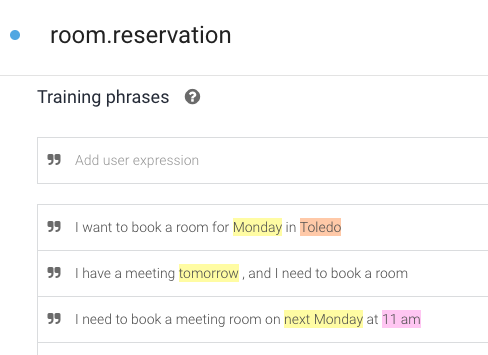 room.reservation
Training phrases ?
Add user expression
I want to book a room for Monday in Toledo
I have a meeting tomorrow , and I need to book a room
I need to book a meeting room on next Monday at 11 am